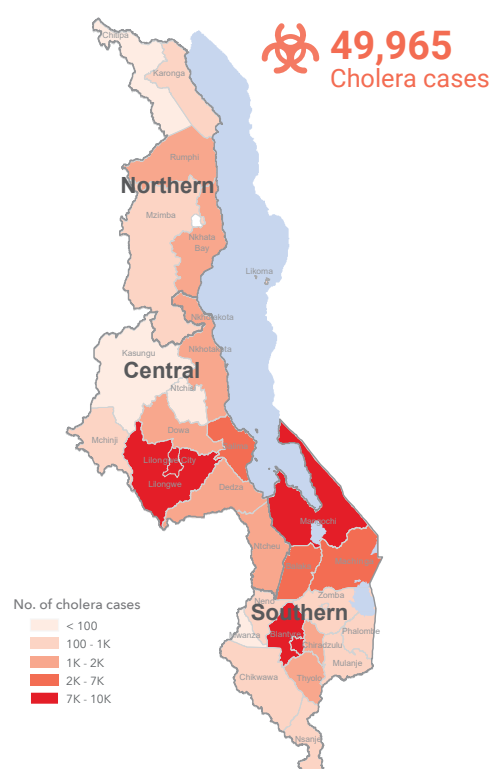 49,965
Cholera cases
Chitipa
Karonga
Rumphi
Northern
Mzimba
Nkhata
Bay
Likoma
Nkhotakota
Nkhotakota
Kasungu
Central
Ntchisi
Dowa
Mchinji
Lilongwe City
Lilongwe
Dedza
Mangochi
Ntcheu
Zomba
Neno
Southern
Mwanza
Blantyre
Phalombe
Chiradzulu
Mulanje
Chikwawa
Thyolo
Nsanje
No. of cholera cases
< 100
100 - 1K
1K - 2K
2K - 7K
7K - 10K